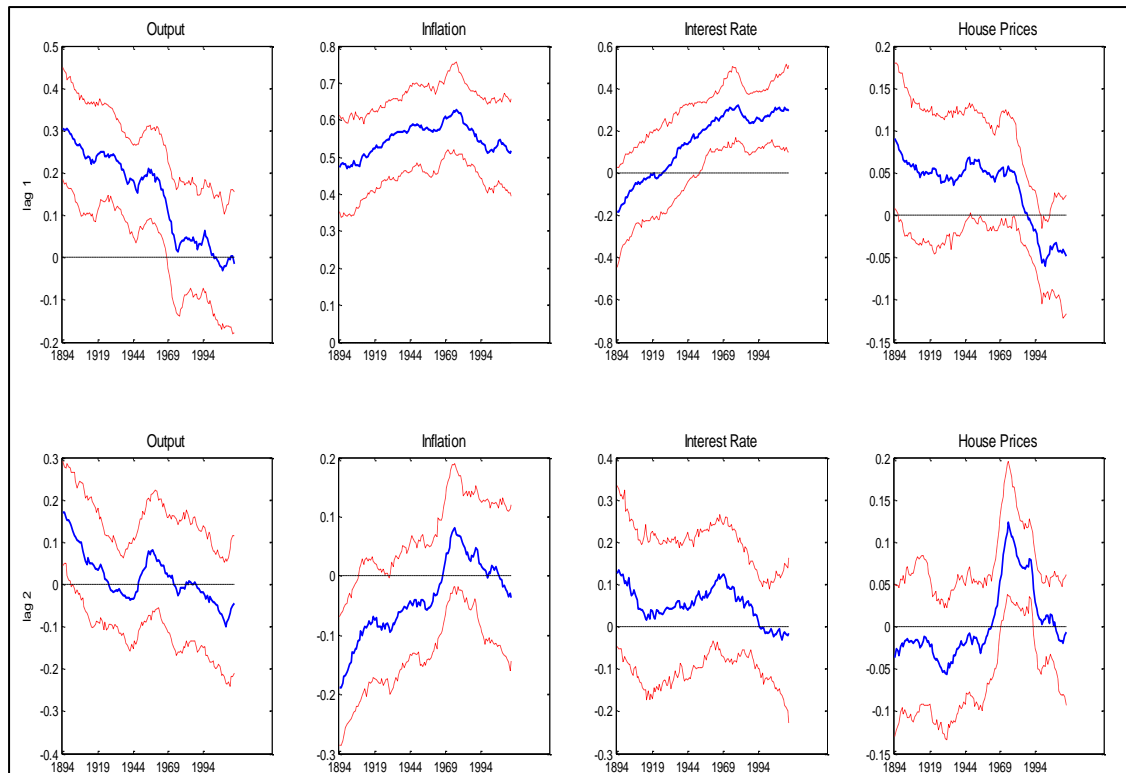 Output Inflation Interest Rate House Prices
0.5 0.8 0.6 0.2
0.4 0.7 0.4 0.15
0.3 0.6 0.2 0.1
0.2 0.5 0 0.05
0.1 0.4 -0.2 0
0 0.3 -0.4 -0.05
-0.1 0.2 -0.6 -0.1
-0.2 0.1 -0.8 -0.15
0
lag 1
1894 1919 1944 1969 1994 1894 1919 1944 1969 1994 1894 1919 1944 1969 1994 1894 1919 1944 1969 1994
Output Inflation Interest Rate House Prices
0.3 0.2 0.4 0.2
0.2 0.1 0.3 0.15
0.1 0 0.2 0.1
0 -0.1 0.1 0.05
-0.1 -0.2 0 0
-0.2 -0.3 -0.1 -0.05
-0.3 -0.2 -0.1
-0.4 -0.3 -0.15
lag 2
1894 1919 1944 1969 1994 1894 1919 1944 1969 1994 1894 1919 1944 1969 1994 1894 1919 1944 1969 1994